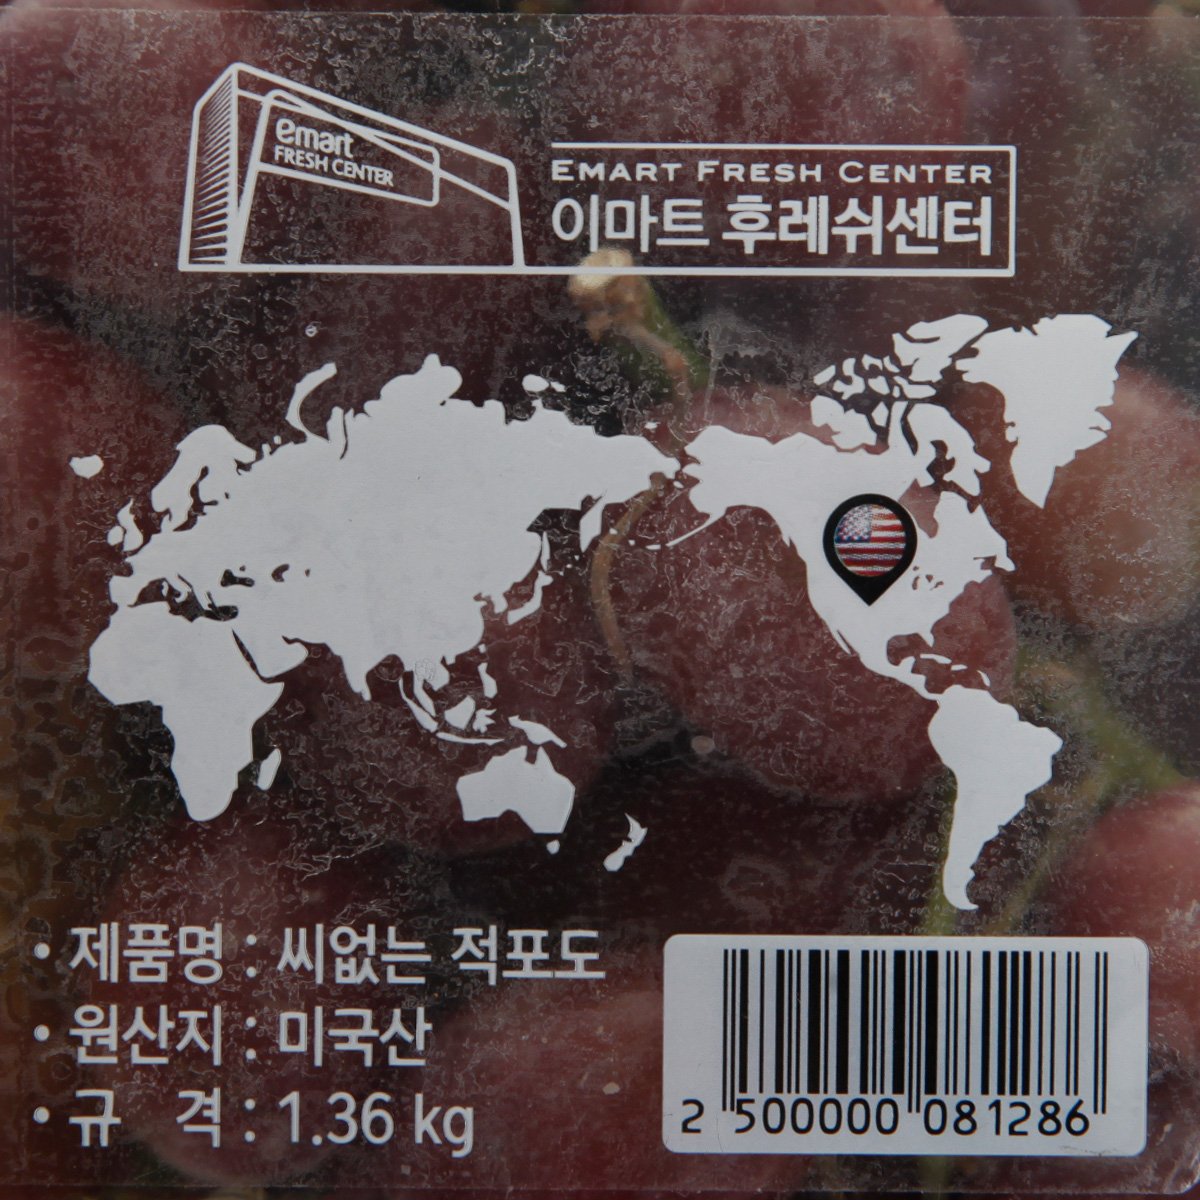 emart
FRESH CENTER
EMART FRESH CENTER
이마트 후레쉬센터
• 제품명 : 씨없는 적포도
• 원산지 : 미국산
• 규 격 : 1.36 kg
2 500000 081286